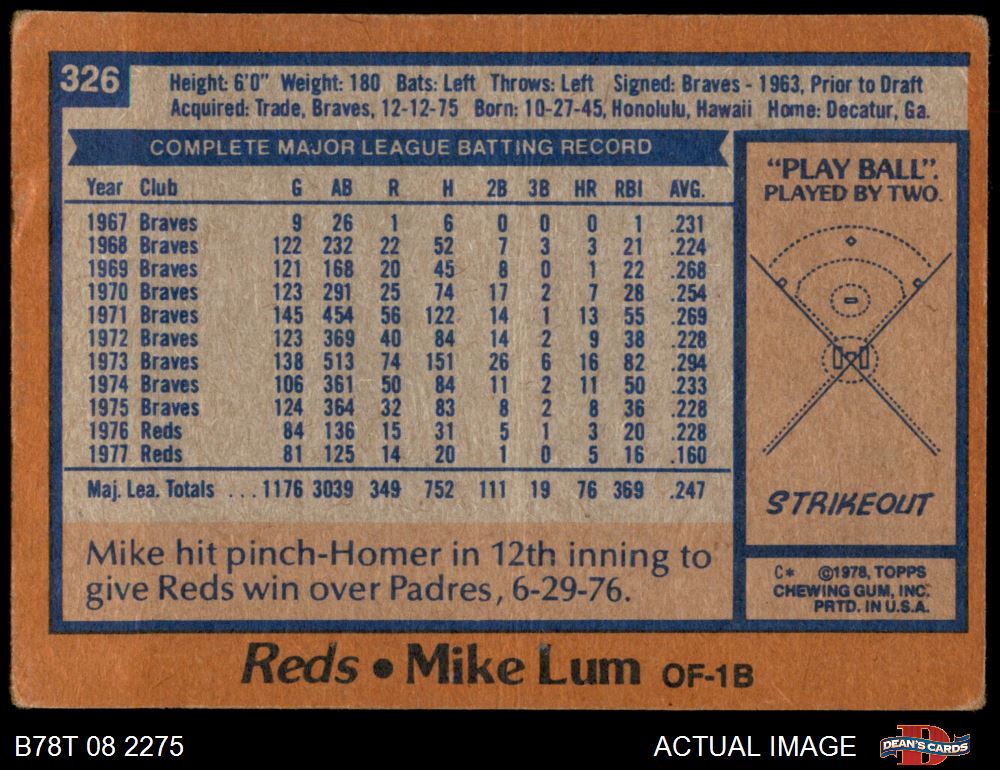 326
Height: 6'0" Weight: 180 Bats: Left Throws: Left Signed: Braves - 1963, Prior to Draft
Acquired: Trade, Braves, 12-12-75 Born: 10-27-45, Honolulu, Hawaii Home: Decatur, Ga.
COMPLETE MAJOR LEAGUE BATTING RECORD
Year Club G AB R H 2B 3B HR RBI AVG.
1967 Braves 9 26 1 6 0 0 0 1 .231
1968 Braves 122 232 22 52 7 3 3 21 .224
1969 Braves 121 168 20 45 8 0 1 22 .268
1970 Braves 123 291 25 74 17 2 7 28 .254
1971 Braves 145 454 56 122 14 1 13 55 .269
1972 Braves 123 369 40 84 14 2 9 38 .228
1973 Braves 138 513 74 151 26 6 16 82 .294
1974 Braves 106 361 50 84 11 2 11 50 .233
1975 Braves 124 364 32 83 8 2 8 36 .228
1976 Reds 84 136 15 31 5 1 3 20 .228
1977 Reds 81 125 14 20 1 0 5 16 .160
Maj. Lea. Totals ... 1176 3039 349 752 111 19 76 369 .247
Mike hit pinch-Homer in 12th inning to
give Reds win over Padres, 6-29-76.
"PLAY BALL".
PLAYED BY TWO.
STRIKEOUT
C* ©1978, TOPPS
CHEWING GUM, INC.
PRTD. IN U.S.A.
Reds • Mike Lum OF-1B
B78T 08 2275
ACTUAL IMAGE
DEAN'S CARDS